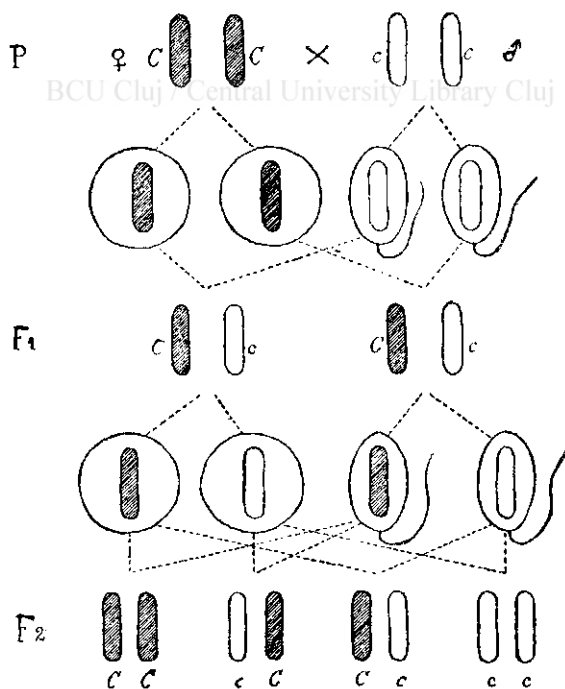 P ♀ C C × c c ♂
BCU Cluj / Central University Library Cluj
F1 C c C c
F2
C C c C C c c c